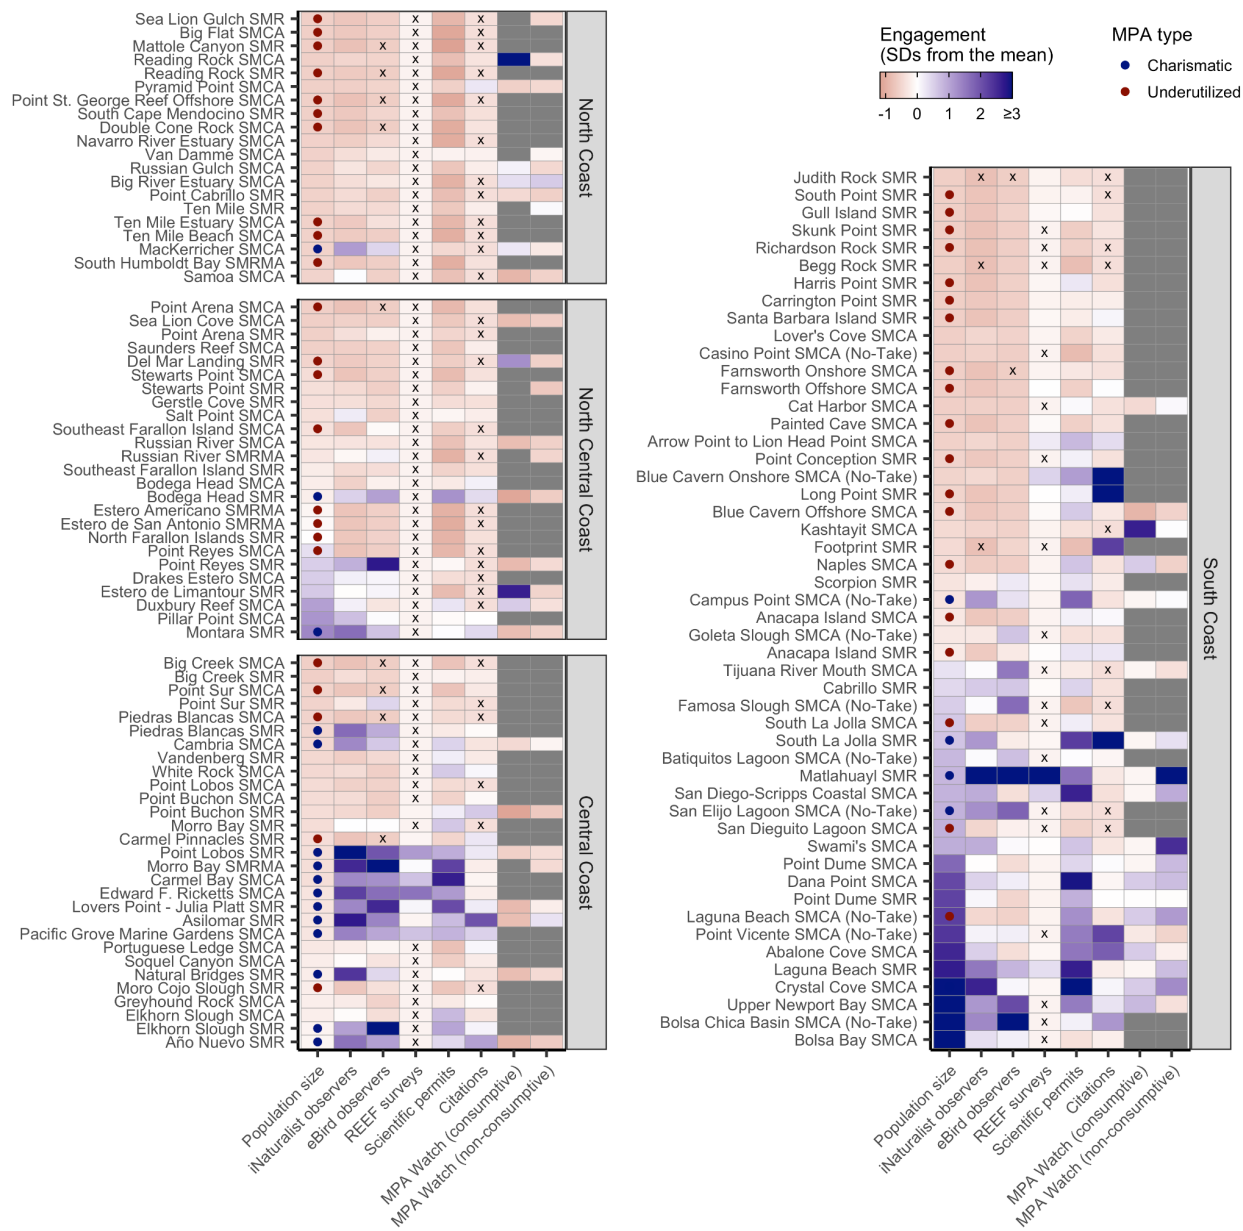 Sea Lion Gulch SMR
Big Flat SMCA
Mattole Canyon SMR
Reading Rock SMCA
Reading Rock SMR
Pyramid Point SMCA
Point St. George Reef Offshore SMCA
South Cape Mendocino SMR
Double Cone Rock SMCA
Navarro River Estuary SMCA
Van Damme SMCA
Russian Gulch SMCA
Big River Estuary SMCA
Point Cabrillo SMR
Ten Mile SMR
Ten Mile Estuary SMCA
Ten Mile Beach SMCA
MacKerricher SMCA
South Humboldt Bay SMRMA
Samoa SMCA
North Coast
Point Arena SMCA
Sea Lion Cove SMCA
Point Arena SMR
Saunders Reef SMCA
Del Mar Landing SMR
Stewarts Point SMCA
Stewarts Point SMR
Gerstle Cove SMR
Salt Point SMCA
Southeast Farallon Island SMCA
Russian River SMCA
Russian River SMRMA
Southeast Farallon Island SMR
Bodega Head SMCA
Bodega Head SMR
Estero Americano SMRMA
Estero de San Antonio SMRMA
North Farallon Islands SMR
Point Reyes SMCA
Point Reyes SMR
Drakes Estero SMCA
Estero de Limantour SMR
Duxbury Reef SMCA
Pillar Point SMCA
Montara SMR
North Central Coast
Big Creek SMCA
Big Creek SMR
Point Sur SMCA
Point Sur SMR
Piedras Blancas SMCA
Piedras Blancas SMR
Cambria SMCA
Vandenberg SMR
White Rock SMCA
Point Lobos SMCA
Point Buchon SMCA
Point Buchon SMR
Morro Bay SMR
Carmel Pinnacles SMR
Point Lobos SMR
Morro Bay SMRMA
Carmel Bay SMCA
Edward F. Ricketts SMCA
Lovers Point - Julia Platt SMR
Asilomar SMR
Pacific Grove Marine Gardens SMCA
Portuguese Ledge SMCA
Soquel Canyon SMCA
Natural Bridges SMR
Moro Cojo Slough SMR
Greyhound Rock SMCA
Elkhorn Slough SMCA
Elkhorn Slough SMR
Año Nuevo SMR
Central Coast
Population size
iNaturalist observers
eBird observers
REEF surveys
Scientific permits
Citations
MPA Watch (consumptive)
MPA Watch (non-consumptive)
Engagement
(SDs from the mean)
-1 0 1 2 ≥3
MPA type
Charismatic
Underutilized
Judith Rock SMR
South Point SMR
Gull Island SMR
Skunk Point SMR
Richardson Rock SMR
Begg Rock SMR
Harris Point SMR
Carrington Point SMR
Santa Barbara Island SMR
Lover's Cove SMCA
Casino Point SMCA (No-Take)
Farnsworth Onshore SMCA
Farnsworth Offshore SMCA
Cat Harbor SMCA
Painted Cave SMCA
Arrow Point to Lion Head Point SMCA
Point Conception SMR
Blue Cavern Onshore SMCA (No-Take)
Long Point SMR
Blue Cavern Offshore SMCA
Kashtayit SMCA
Footprint SMR
Naples SMCA
Scorpion SMR
Campus Point SMCA (No-Take)
Anacapa Island SMCA
Goleta Slough SMCA (No-Take)
Anacapa Island SMR
Tijuana River Mouth SMCA
Cabrillo SMR
Famosa Slough SMCA (No-Take)
South La Jolla SMCA
South La Jolla SMR
Batiquitos Lagoon SMCA (No-Take)
Matlahuayl SMR
San Diego-Scripps Coastal SMCA
San Elijo Lagoon SMCA (No-Take)
San Dieguito Lagoon SMCA
Swami's SMCA
Point Dume SMCA
Dana Point SMCA
Point Dume SMR
Laguna Beach SMCA (No-Take)
Point Vicente SMCA (No-Take)
Abalone Cove SMCA
Laguna Beach SMR
Crystal Cove SMCA
Upper Newport Bay SMCA
Bolsa Chica Basin SMCA (No-Take)
Bolsa Bay SMCA
South Coast
Population size
iNaturalist observers
eBird observers
REEF surveys
Scientific permits
Citations
MPA Watch (consumptive)
MPA Watch (non-consumptive)